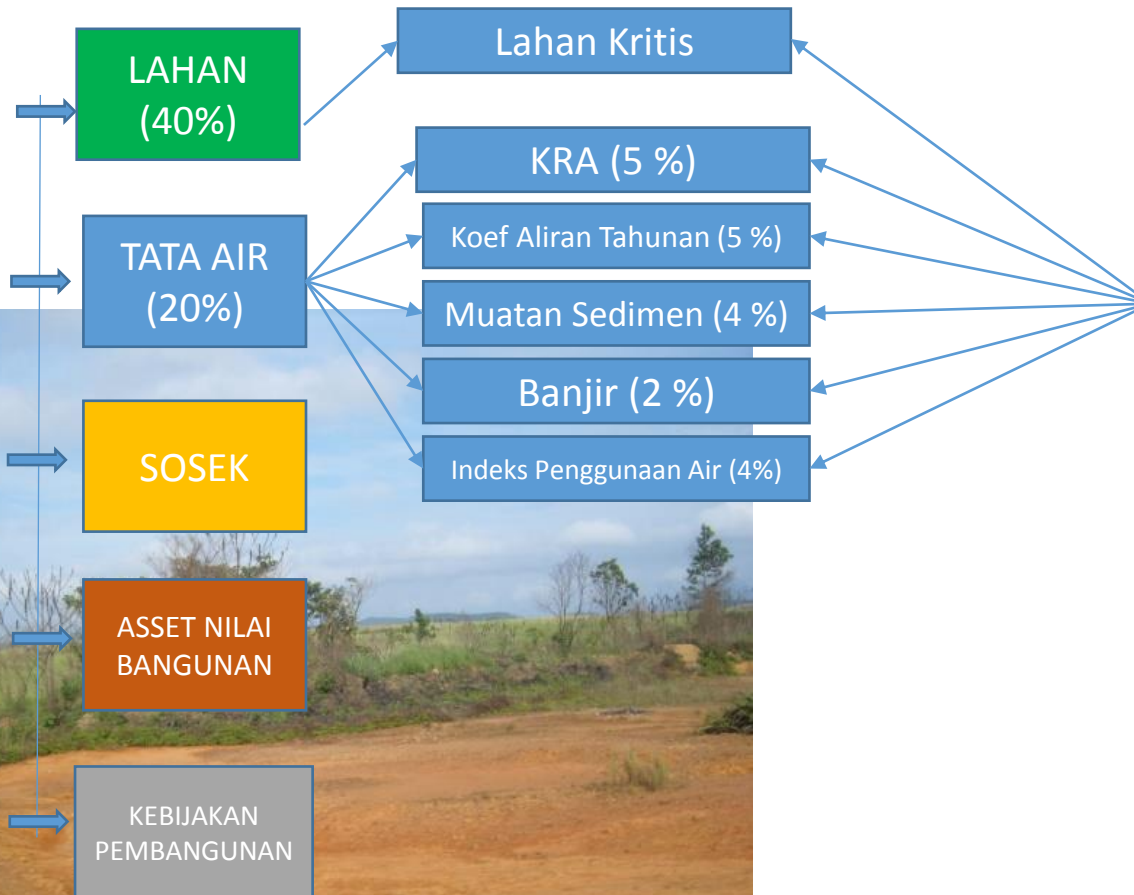 LAHAN
(40%)
Lahan Kritis
TATA AIR
(20%)
KRA (5 %)
Koef Aliran Tahunan (5 %)
Muatan Sedimen (4 %)
Banjir (2 %)
Indeks Penggunaan Air (4%)
SOSEK
ASSET NILAI
BANGUNAN
KEBIJAKAN
PEMBANGUNAN